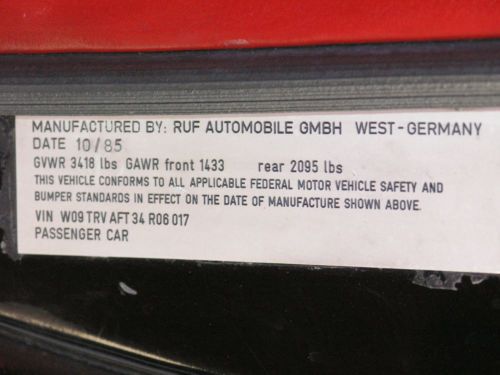 MANUFACTURED BY: RUF AUTOMOBILE GMBH WEST-GERMANY
DATE 10/85
GVWR 3418 lbs GAWR front 1433 rear 2095 lbs
THIS VEHICLE CONFORMS TO ALL APPLICABLE FEDERAL MOTOR VEHICLE SAFETY AND
BUMPER STANDARDS IN EFFECT ON THE DATE OF MANUFACTURE SHOWN ABOVE.
VIN W09 TRV AFT 34 R06 017
PASSENGER CAR